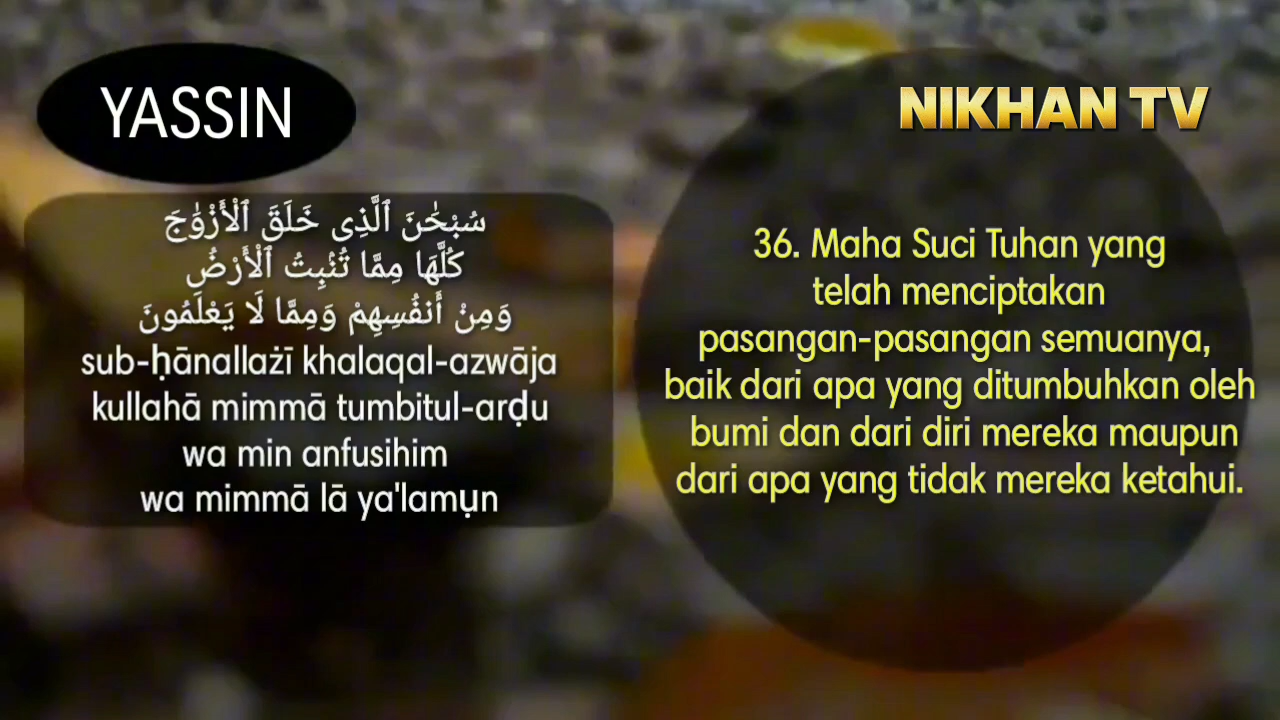 YASSIN
NIKHAN TV
سُبْحَٰنَ ٱلَّذِى خَلَقَ ٱلْأَزْوَٰجَ
كُلَّهَا مِمَّا تُنۢبِتُ ٱلْأَرْضُ
وَمِنْ أَنفُسِهِمْ وَمِمَّا لَا يَعْلَمُونَ
sub-ḥānallażī khalaqal-azwāja
kullahā mimmā tumbitul-arḍu
wa min anfusihim
wa mimmā lā ya'lamụn
36. Maha Suci Tuhan yang
telah menciptakan
pasangan-pasangan semuanya,
baik dari apa yang ditumbuhkan oleh
bumi dan dari diri mereka maupun
dari apa yang tidak mereka ketahui.